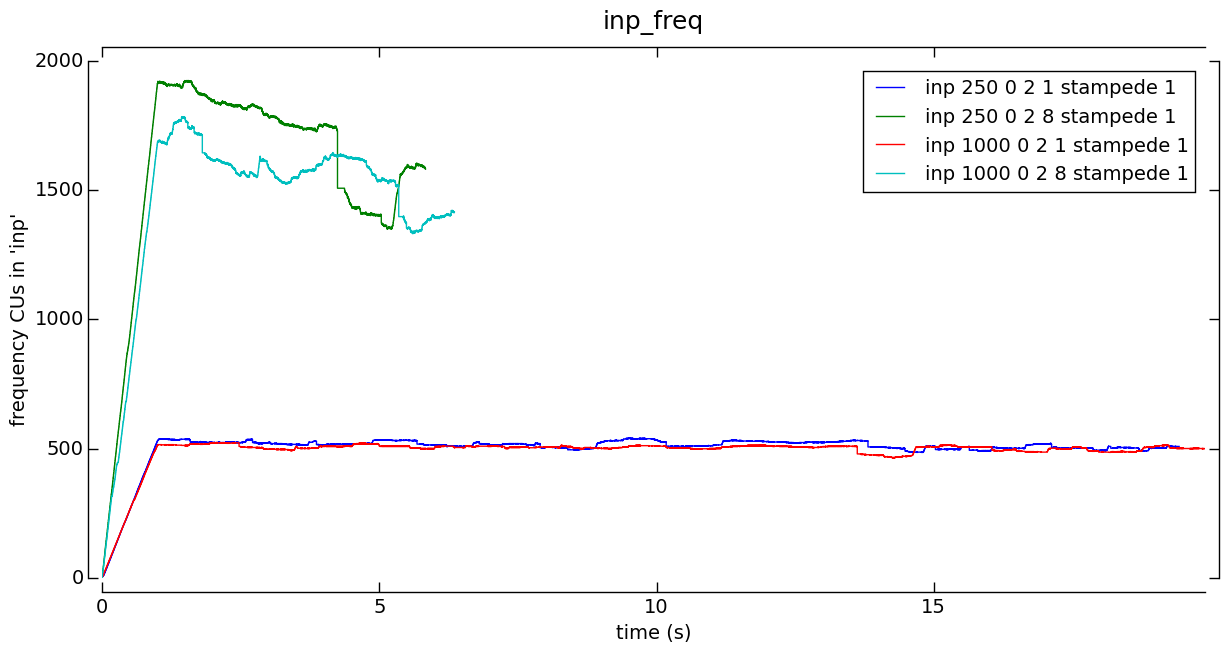 inp_freq
2000
1500
1000
500
0
frequency CUs in 'inp'
inp 250 0 2 1 stampede 1
inp 250 0 2 8 stampede 1
inp 1000 0 2 1 stampede 1
inp 1000 0 2 8 stampede 1
0 5 10 15
time (s)